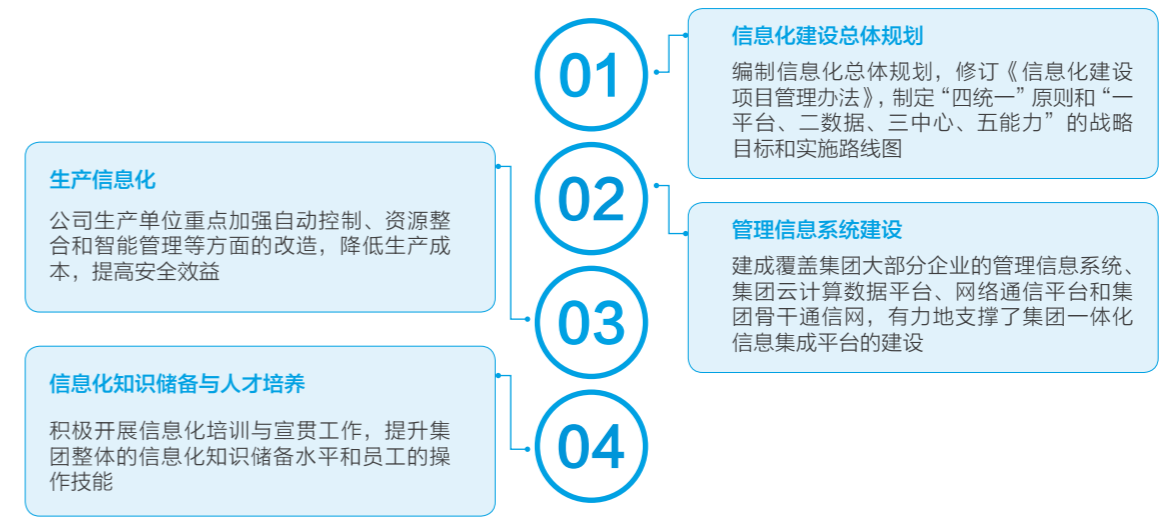 01
信息化建设总体规划
编制信息化总体规划，修订《信息化建设
项目管理办法》，制定“四统一”原则和“一
平台、二数据、三中心、五能力”的战略
目标和实施路线图
02
管理信息系统建设
建成覆盖集团大部分企业的管理信息系统、
集团云计算数据平台、网络通信平台和集
团骨干通信网，有力地支撑了集团一体化
信息集成平台的建设
03
生产信息化
公司生产单位重点加强自动控制、资源整
合和智能管理等方面的改造，降低生产成
本，提高安全效益
04
信息化知识储备与人才培养
积极开展信息化培训与宣贯工作，提升集
团整体的信息化知识储备水平和员工的操
作技能